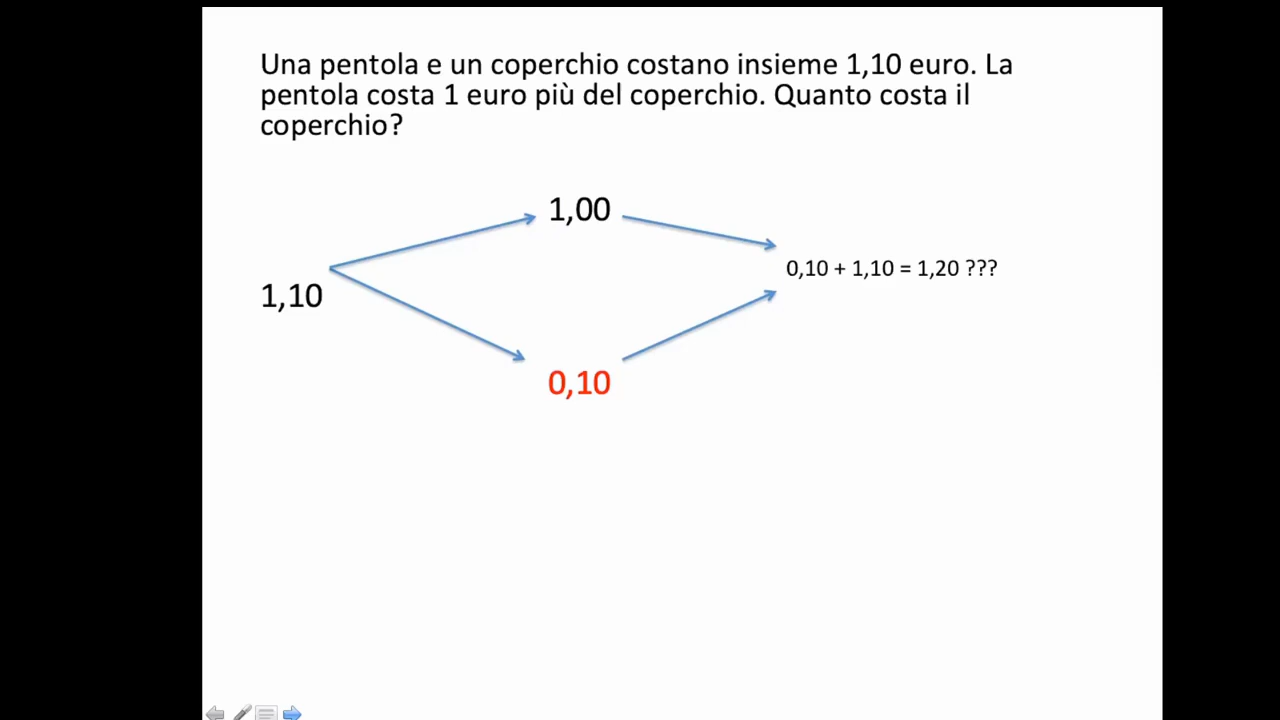 Una pentola e un coperchio costano insieme 1,10 euro. La
pentola costa 1 euro più del coperchio. Quanto costa il
coperchio?
1,00
0,10 + 1,10 = 1,20 ???
1,10
0,10